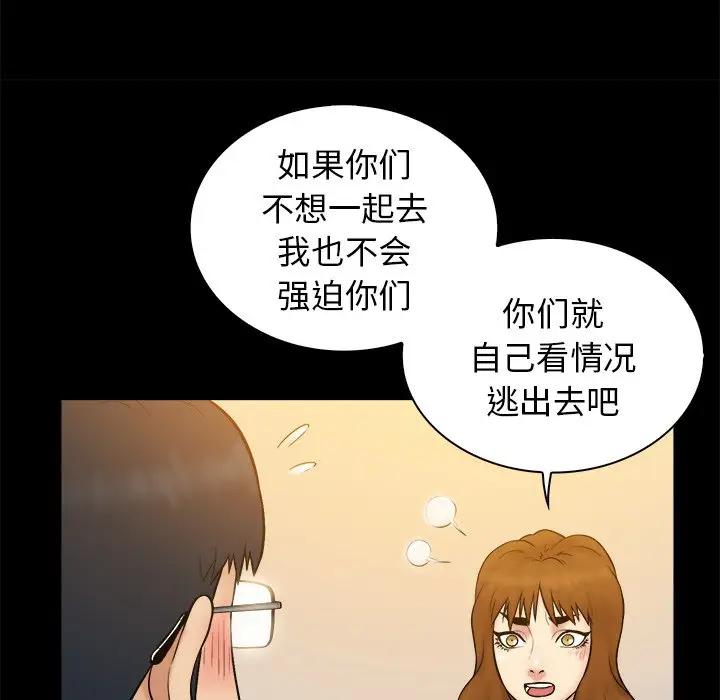 如果你们
不想一起去
我也不会
强迫你们
你们就
自己看情况
逃出去吧